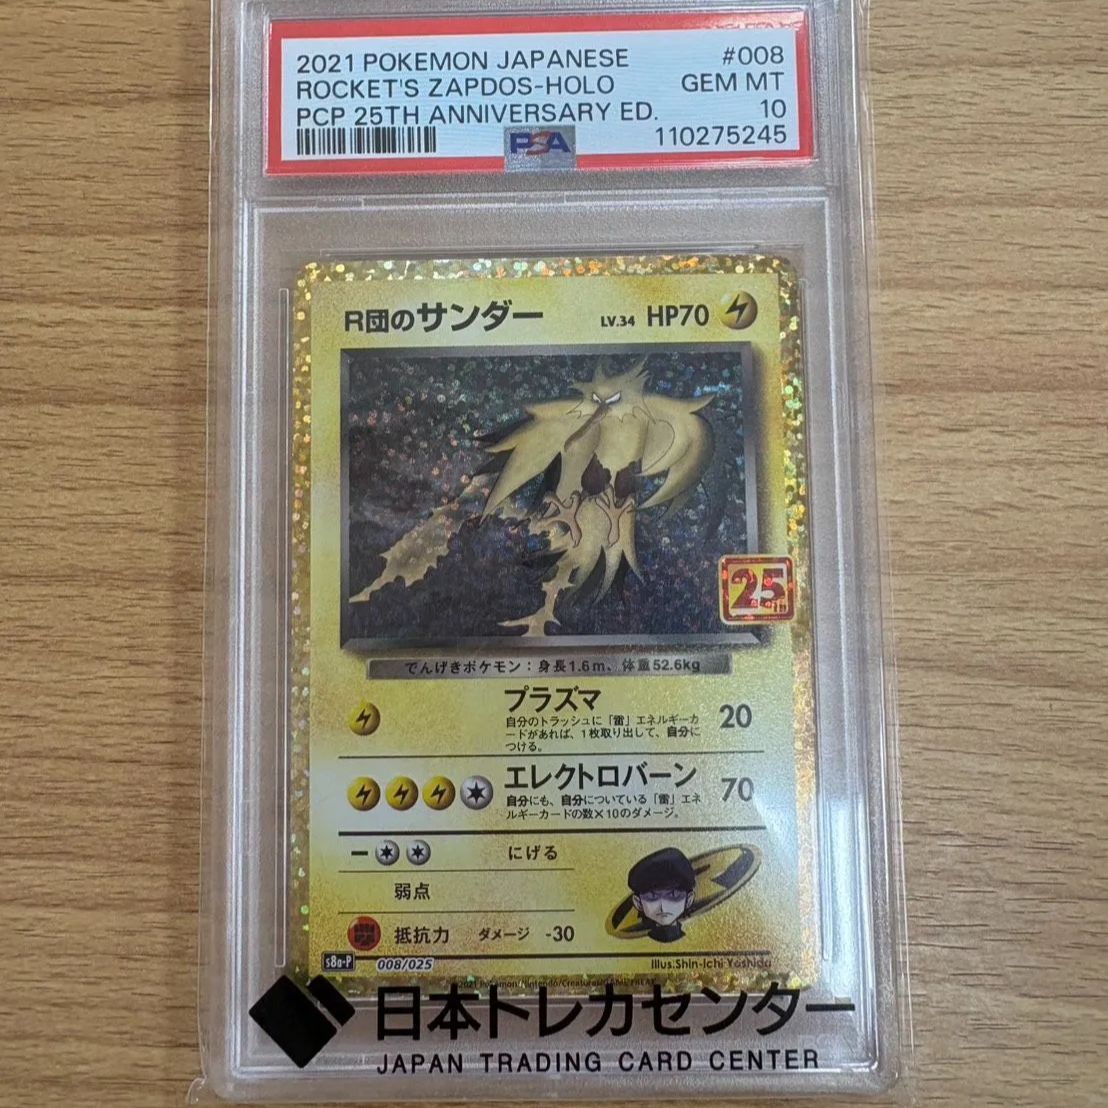 2021 POKEMON JAPANESE #008
ROCKET'S ZAPDOS-HOLO GEM MT
PCP 25TH ANNIVERSARY ED. 10
PSA 110275245
R団のサンダー LV.34 HP70
25th
でんげきポケモン：身長1.6m、体重52.6kg
プラズマ 20
自分のトラッシュに「雷」エネルギーカ
ードがあれば、1枚取り出して、自分に
つける。
エレクトロバーン 70
自分にも、自分についている「雷」エネ
ルギーカードの数×10のダメージ。
にげる
弱点
抵抗力 ダメージ -30
s8a-P 008/025 Illus.Shin-ichi Yoshida
©2021 Pokémon/Nintendo/Creatures/GAME FREAK
日本トレカセンター
JAPAN TRADING CARD CENTER